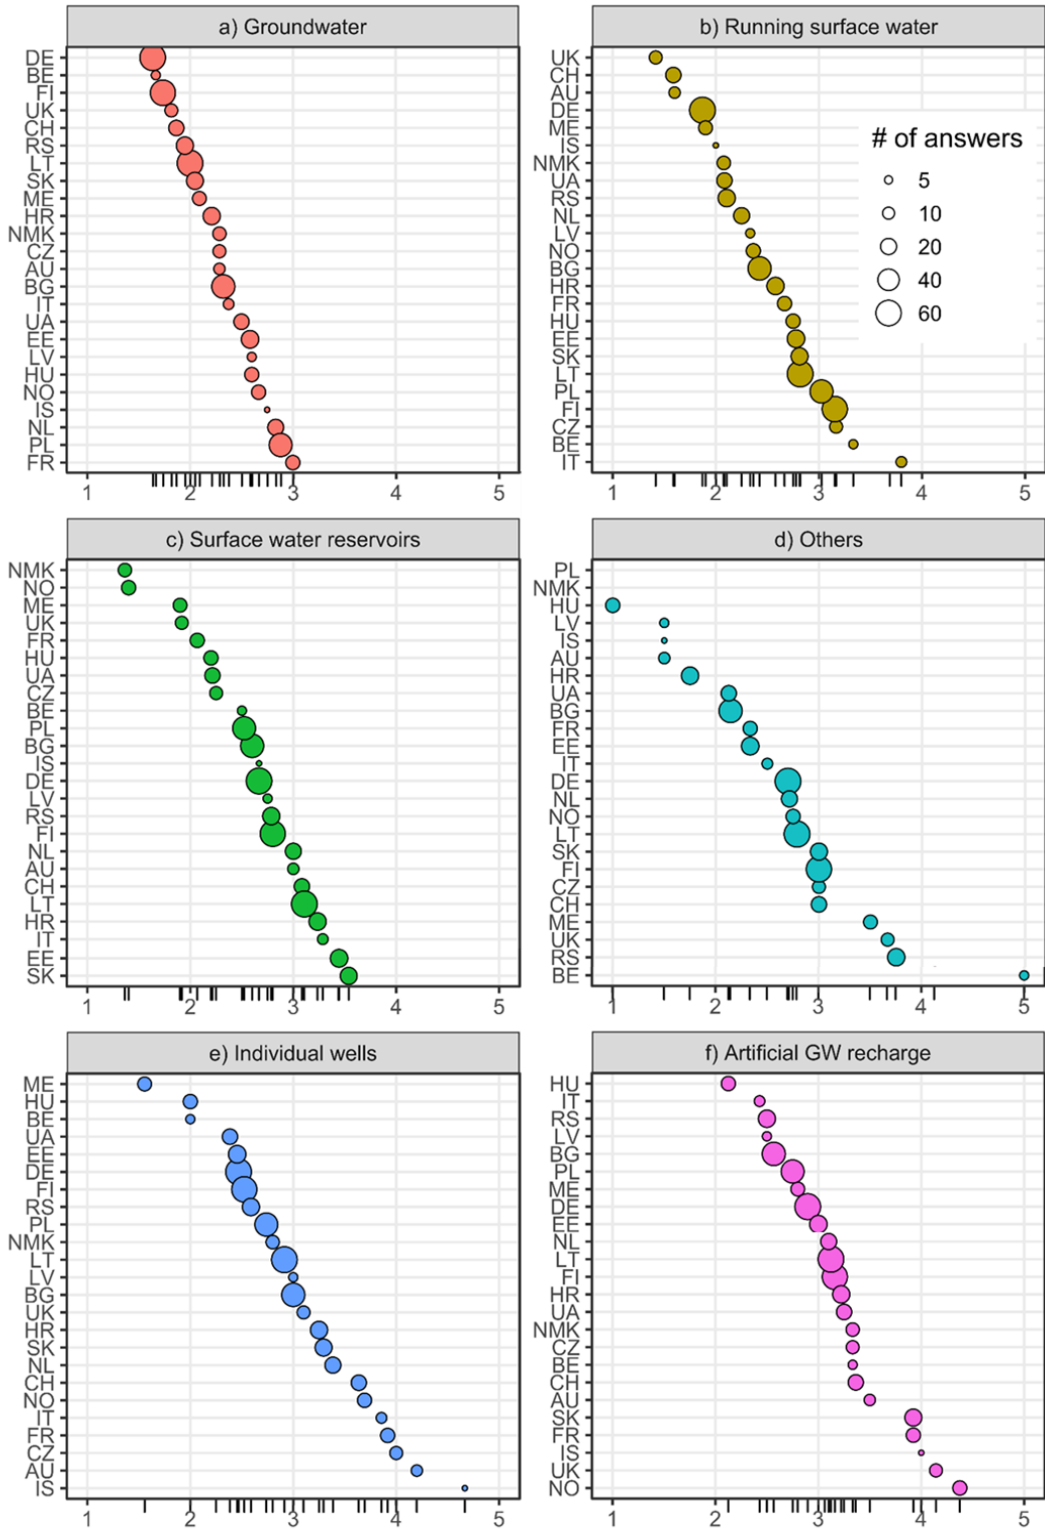 a) Groundwater
DE
BE
FI
UK
CH
RS
LT
SK
ME
HR
NMK
CZ
AU
BG
IT
UA
EE
LV
HU
NO
IS
NL
PL
FR
1 2 3 4 5
b) Running surface water
UK
CH
AU
DE
ME
IS
NMK
UA
RS
NL
LV
NO
BG
HR
FR
HU
EE
SK
LT
PL
FI
CZ
BE
IT
# of answers
5
10
20
40
60
1 2 3 4 5
c) Surface water reservoirs
NMK
NO
ME
UK
FR
HU
UA
CZ
BE
PL
BG
IS
DE
LV
RS
FI
NL
AU
CH
LT
HR
IT
EE
SK
1 2 3 4 5
d) Others
PL
NMK
HU
LV
IS
AU
HR
UA
BG
FR
EE
IT
DE
NL
NO
LT
SK
FI
CZ
CH
ME
UK
RS
BE
1 2 3 4 5
e) Individual wells
ME
HU
BE
UA
EE
DE
FI
RS
PL
NMK
LT
LV
BG
UK
HR
SK
NL
CH
NO
IT
FR
CZ
AU
IS
1 2 3 4 5
f) Artificial GW recharge
HU
IT
RS
LV
BG
PL
ME
DE
EE
NL
LT
FI
HR
UA
NMK
CZ
BE
CH
AU
SK
FR
IS
UK
NO
1 2 3 4 5